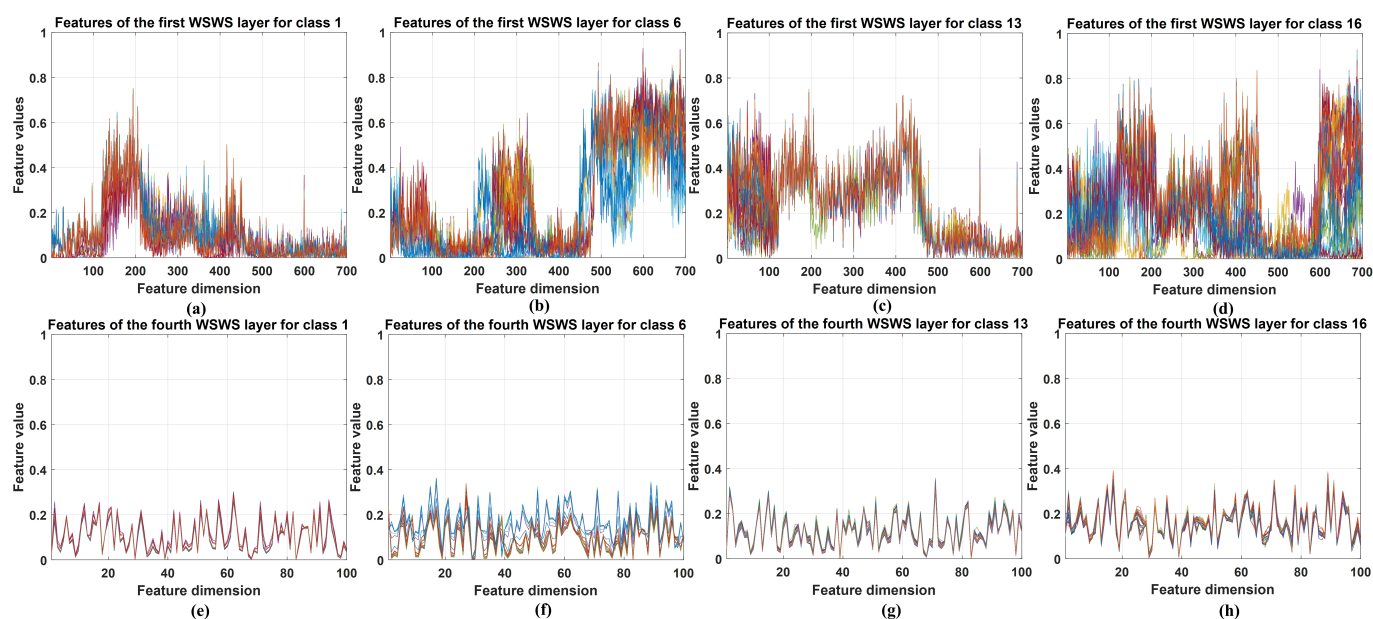 Features of the first WSWS layer for class 1
Feature values
1
0.8
0.6
0.4
0.2
0
100 200 300 400 500 600 700
Feature dimension
(a)
Features of the first WSWS layer for class 6
Feature values
1
0.8
0.6
0.4
0.2
0
100 200 300 400 500 600 700
Feature dimension
(b)
Features of the first WSWS layer for class 13
Feature values
1
0.8
0.6
0.4
0.2
0
100 200 300 400 500 600 700
Feature dimension
(c)
Features of the first WSWS layer for class 16
Feature values
1
0.8
0.6
0.4
0.2
0
100 200 300 400 500 600 700
Feature dimension
(d)
Features of the fourth WSWS layer for class 1
Feature value
1
0.8
0.6
0.4
0.2
0
20 40 60 80 100
Feature dimension
(e)
Features of the fourth WSWS layer for class 6
Feature value
1
0.8
0.6
0.4
0.2
0
20 40 60 80 100
Feature dimension
(f)
Features of the fourth WSWS layer for class 13
Feature value
1
0.8
0.6
0.4
0.2
0
20 40 60 80 100
Feature dimension
(g)
Features of the fourth WSWS layer for class 16
Feature value
1
0.8
0.6
0.4
0.2
0
20 40 60 80 100
Feature dimension
(h)